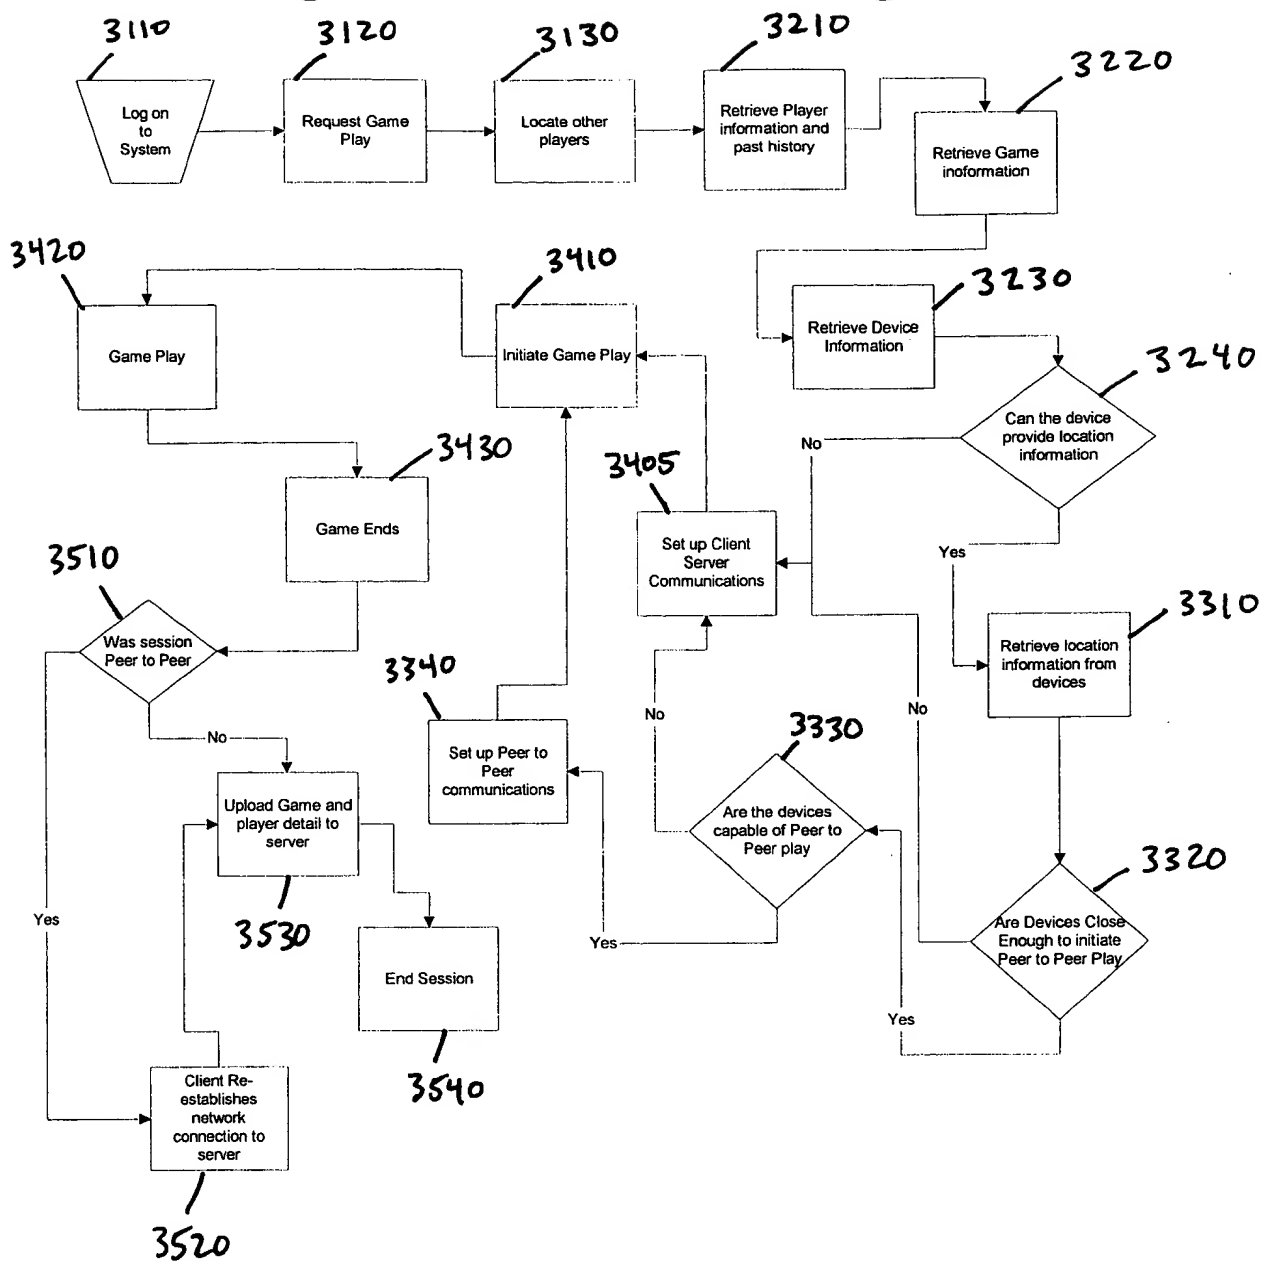 3110
3120
3130
3210
3220
Log on
to
System
Request Game
Play
Locate other
players
Retrieve Player
information and
past history
Retrieve Game
inoformation
3420
3410
3230
Game Play
Initiate Game Play
Retrieve Device
Information
3240
Can the device
provide location
information
No
Yes
3430
Game Ends
3405
Set up Client
Server
Communications
3510
Was session
Peer to Peer
3310
Retrieve location
information from
devices
3340
Set up Peer to
Peer
communications
No
No
3330
Are the devices
capable of Peer to
Peer play
No
Upload Game and
player detail to
server
3530
3320
Are Devices Close
Enough to initiate
Peer to Peer Play
Yes
Yes
Yes
End Session
3540
Client Re-
establishes
network
connection to
server
3520